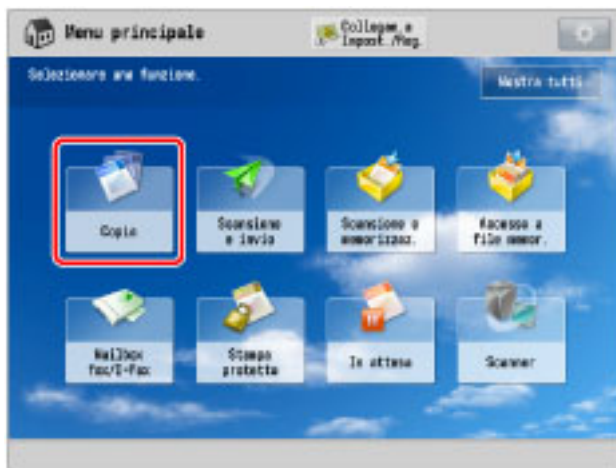 Menu principale
Collegam. a
Impost./Reg.
Selezionare una funzione.
Mostra tutti
Copia
Scansione
e invio
Scansione e
memorizzaz.
Accesso a
file memor.
Mailbox
fax/I-Fax
Stampa
protetta
In attesa
Scanner